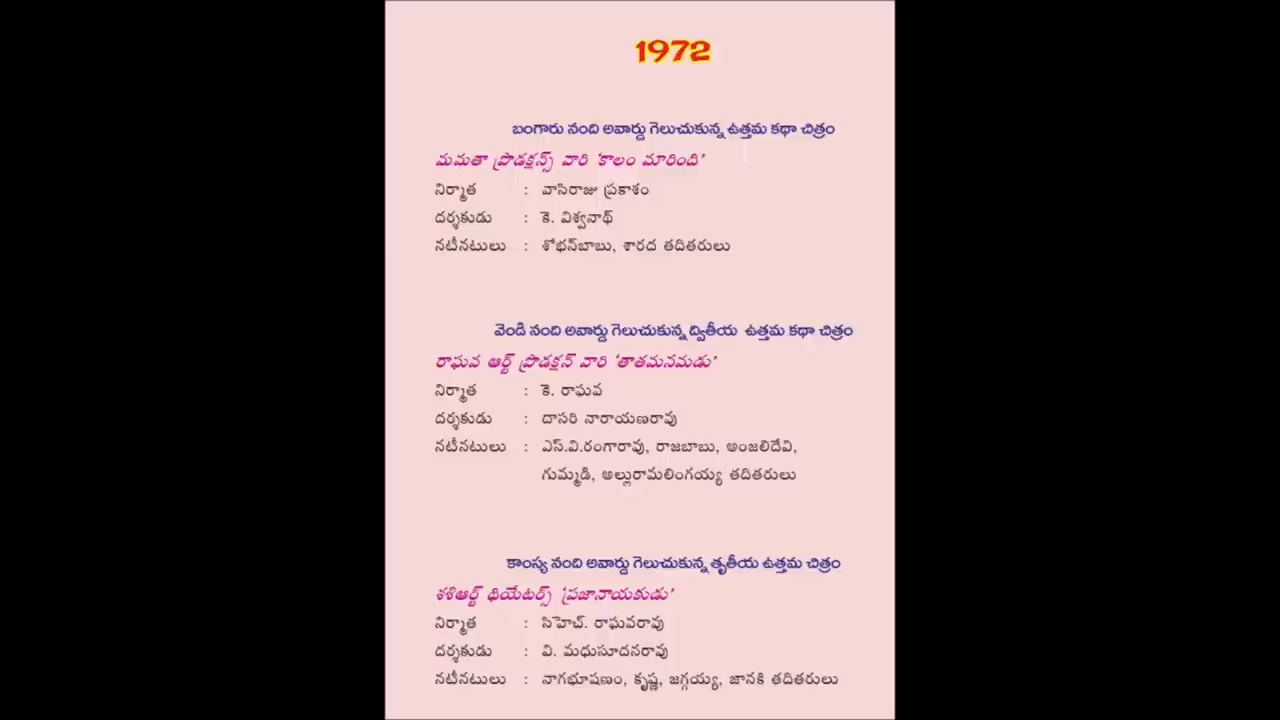 1972
బంగారు నంది అవార్డు గెలుచుకున్న ఉత్తమ కథా చిత్రం
మమతా ప్రొడక్షన్స్ వారి ‘కాలం మారింది’
నిర్మాత : వాసిరాజు ప్రకాశం
దర్శకుడు : కె. విశ్వనాథ్
నటీనటులు : శోభన్‌బాబు, శారద తదితరులు
వెండి నంది అవార్డు గెలుచుకున్న ద్వితీయ ఉత్తమ కథా చిత్రం
రాఘవ ఆర్ట్ ప్రొడక్షన్ వారి ‘తాతమనమడు’
నిర్మాత : కె. రాఘవ
దర్శకుడు : దాసరి నారాయణరావు
నటీనటులు : ఎస్.వి.రంగారావు, రాజబాబు, అంజలిదేవి,
గుమ్మడి, అల్లురామలింగయ్య తదితరులు
కాంస్య నంది అవార్డు గెలుచుకున్న తృతీయ ఉత్తమ చిత్రం
శశిఆర్ట్ థియేటర్స్ ‘ప్రజానాయకుడు’
నిర్మాత : సిహెచ్. రాఘవరావు
దర్శకుడు : వి. మధుసూదనరావు
నటీనటులు : నాగభూషణం, కృష్ణ, జగ్గయ్య, జానకి తదితరులు